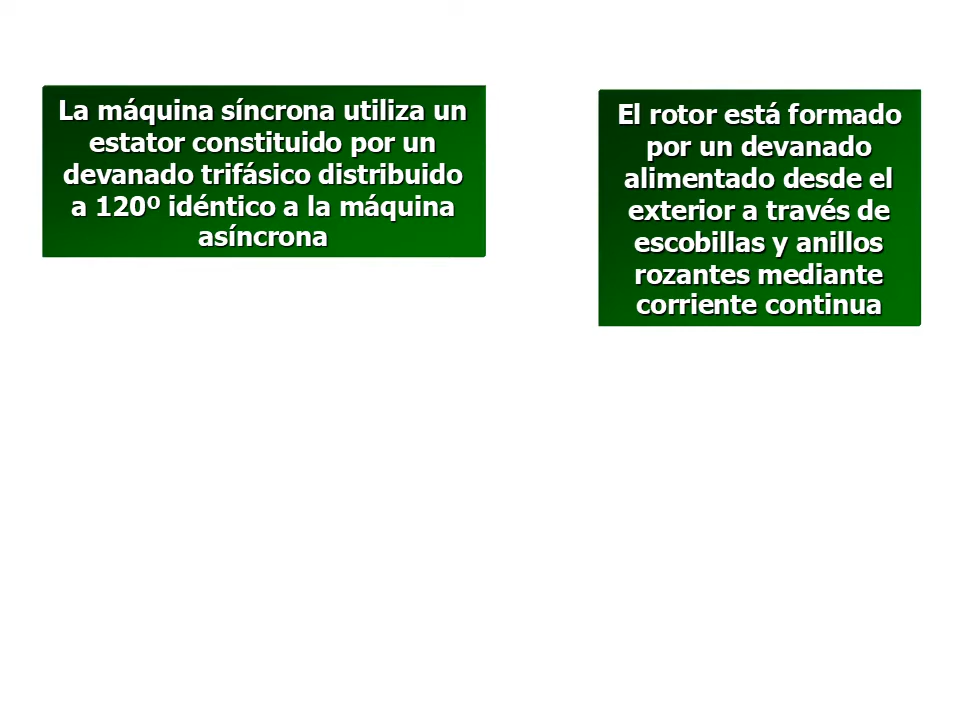 La máquina síncrona utiliza un
estator constituido por un
devanado trifásico distribuido
a 120º idéntico a la máquina
asíncrona
El rotor está formado
por un devanado
alimentado desde el
exterior a través de
escobillas y anillos
rozantes mediante
corriente continua